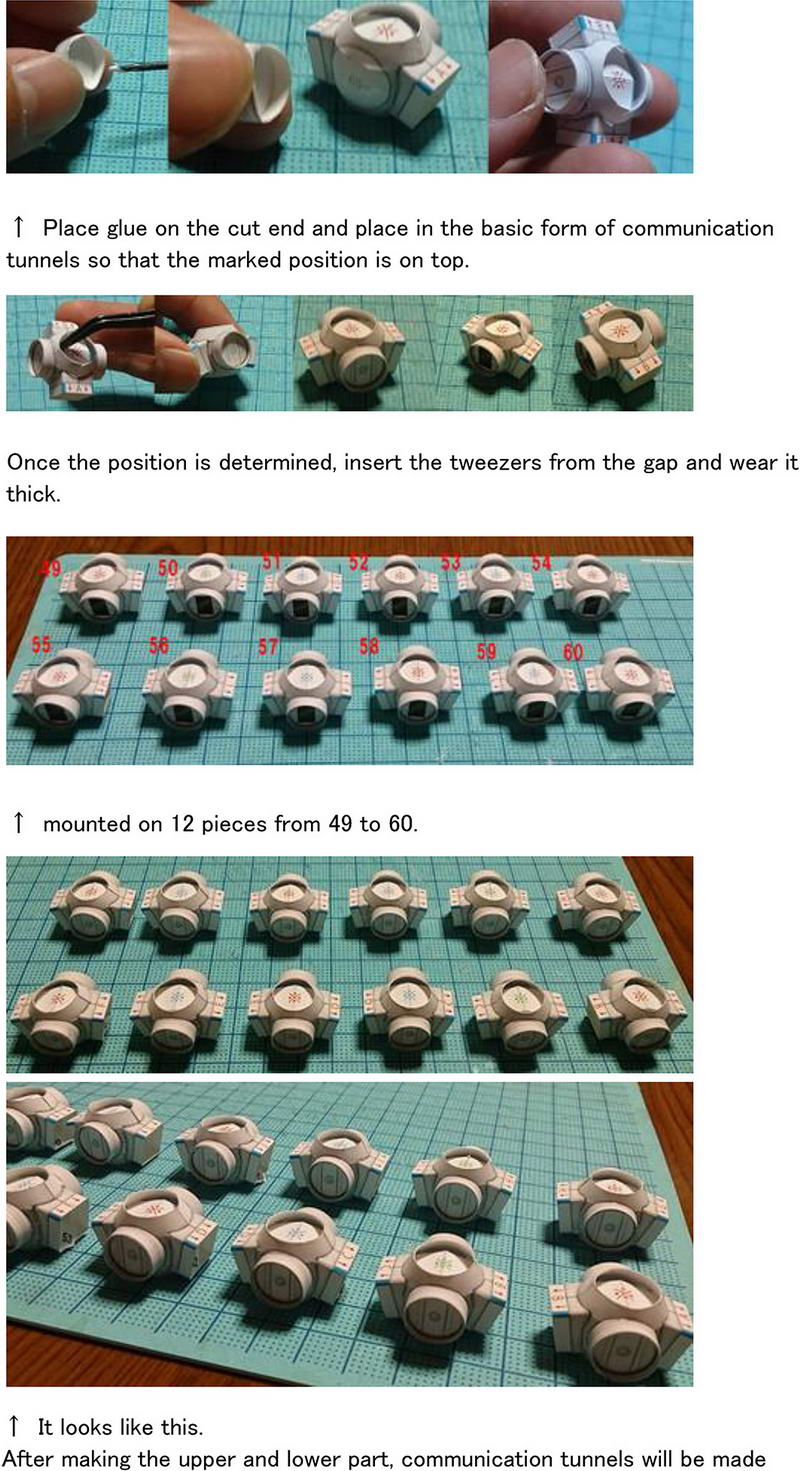 ↑ Place glue on the cut end and place in the basic form of communication
tunnels so that the marked position is on top.
Once the position is determined, insert the tweezers from the gap and wear it
thick.
49 50 51 52 53 54
55 56 57 58 59 60
↑ mounted on 12 pieces from 49 to 60.
↑ It looks like this.
After making the upper and lower part, communication tunnels will be made